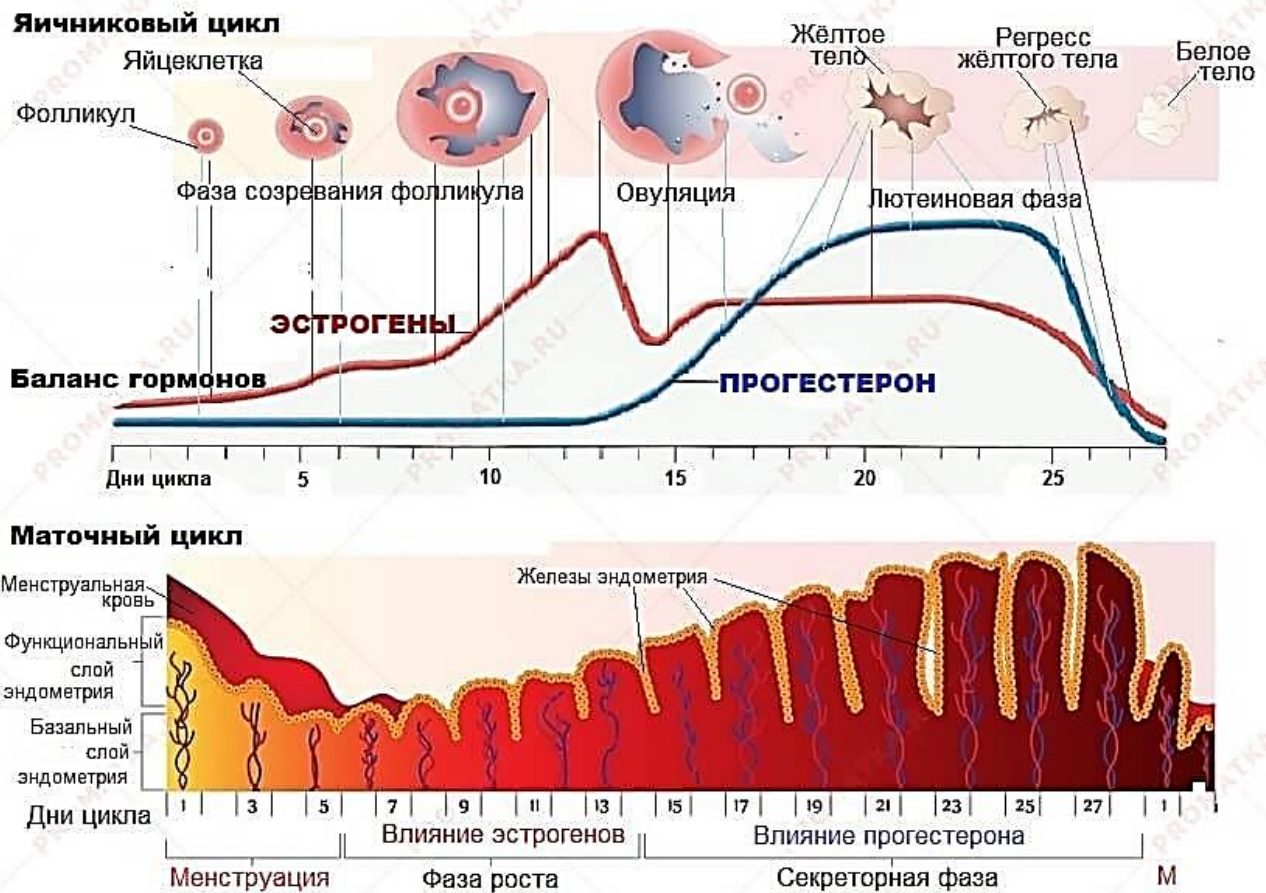 Яичниковый цикл
Яйцеклетка
Фолликул
Жёлтое
тело
Регресс
жёлтого тела
Белое
тело
Фаза созревания фолликула
Овуляция
Лютеиновая фаза
ЭСТРОГЕНЫ
Баланс гормонов
ПРОГЕСТЕРОН
Дни цикла 5 10 15 20 25
Маточный цикл
Менструальная
кровь
Функциональный
слой
эндометрия
Базальный
слой
эндометрия
Железы эндометрия
Дни цикла 1 3 5 7 9 11 13 15 17 19 21 23 25 27 1
Влияние эстрогенов Влияние прогестерона
Менструация Фаза роста Секреторная фаза М
PROMATKA.RU